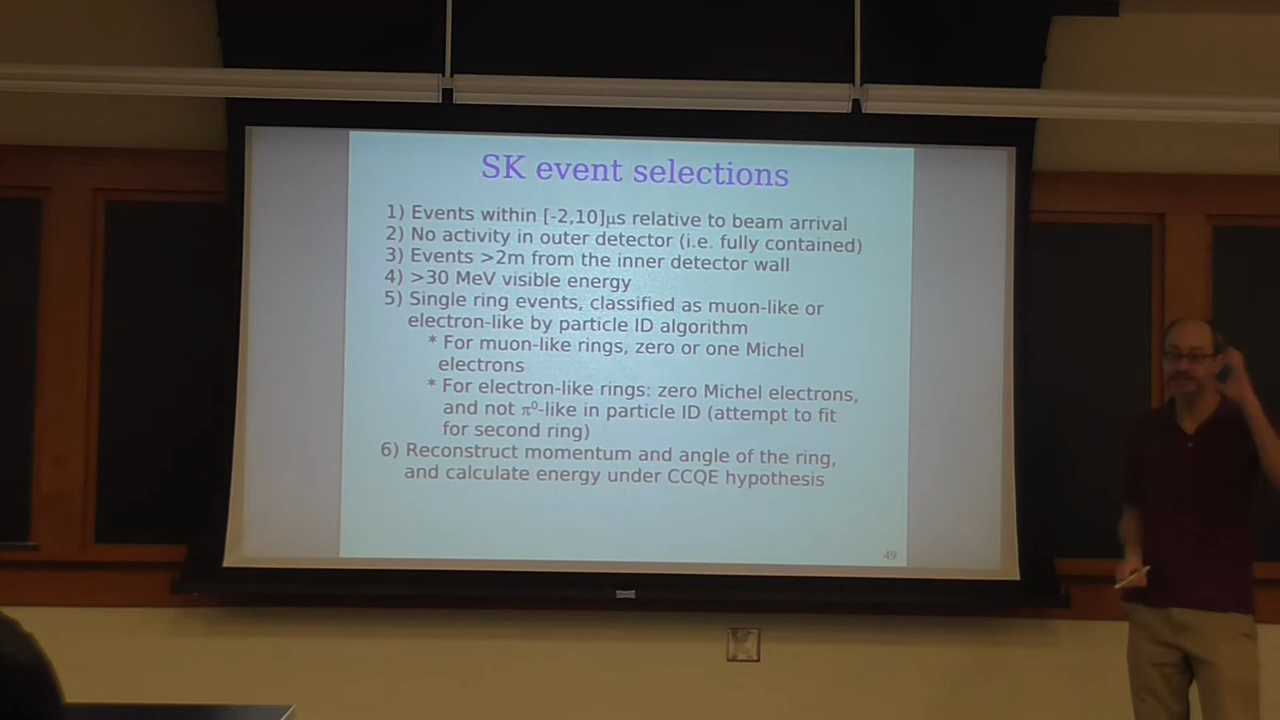 SK event selections
1) Events within [-2,10]μs relative to beam arrival
2) No activity in outer detector (i.e. fully contained)
3) Events >2m from the inner detector wall
4) >30 MeV visible energy
5) Single ring events, classified as muon-like or
electron-like by particle ID algorithm
* For muon-like rings, zero or one Michel
electrons
* For electron-like rings: zero Michel electrons,
and not π⁰-like in particle ID (attempt to fit
for second ring)
6) Reconstruct momentum and angle of the ring,
and calculate energy under CCQE hypothesis
49